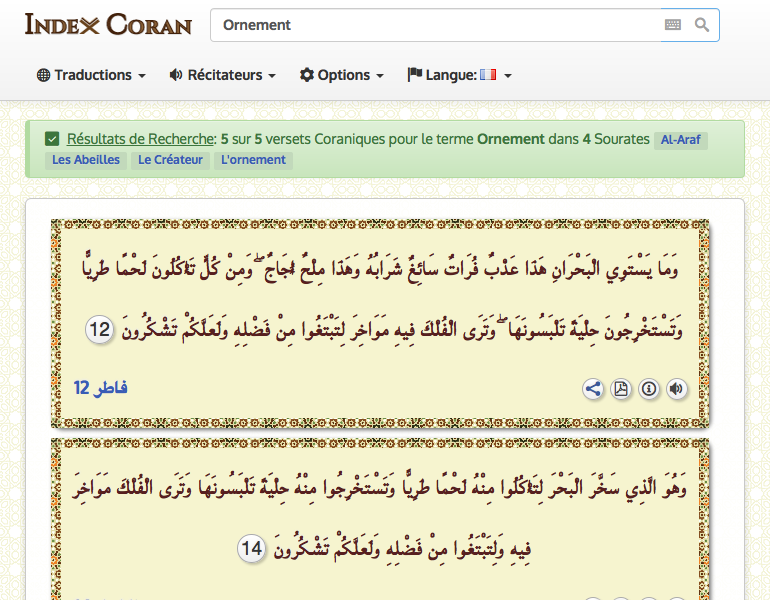 Index Coran
Ornement
Traductions
Récitateurs
Options
Langue:
Résultats de Recherche: 5 sur 5 versets Coraniques pour le terme Ornement dans 4 Sourates Al-Araf
Les Abeilles Le Créateur L'ornement
وَمَا يَسْتَوِي الْبَحْرَانِ هَٰذَا عَذْبٌ فُرَاتٌ سَائِغٌ شَرَابُهُ وَهَٰذَا مِلْحٌ أُجَاجٌ ۖ وَمِنْ كُلٍّ تَأْكُلُونَ لَحْمًا طَرِيًّا
وَتَسْتَخْرِجُونَ حِلْيَةً تَلْبَسُونَهَا ۖ وَتَرَى الْفُلْكَ فِيهِ مَوَاخِرَ لِتَبْتَغُوا مِنْ فَضْلِهِ وَلَعَلَّكُمْ تَشْكُرُونَ 12
فاطر 12
وَهُوَ الَّذِي سَخَّرَ الْبَحْرَ لِتَأْكُلُوا مِنْهُ لَحْمًا طَرِيًّا وَتَسْتَخْرِجُوا مِنْهُ حِلْيَةً تَلْبَسُونَهَا وَتَرَى الْفُلْكَ مَوَاخِرَ
فِيهِ وَلِتَبْتَغُوا مِنْ فَضْلِهِ وَلَعَلَّكُمْ تَشْكُرُونَ 14